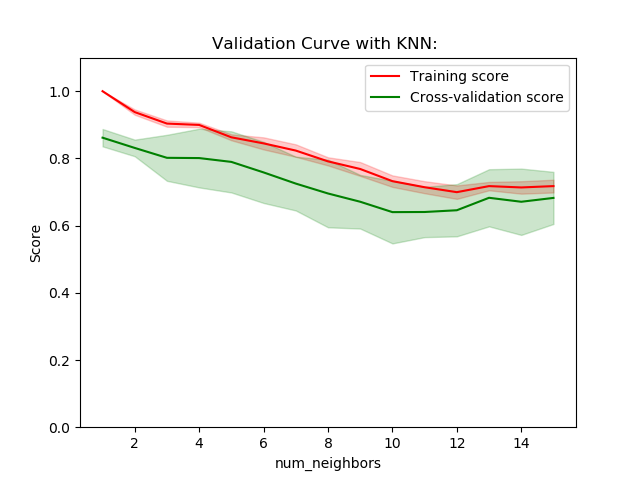 Validation Curve with KNN:
Training score
Cross-validation score
1.0
0.8
0.6
0.4
0.2
0.0
Score
2 4 6 8 10 12 14
num_neighbors